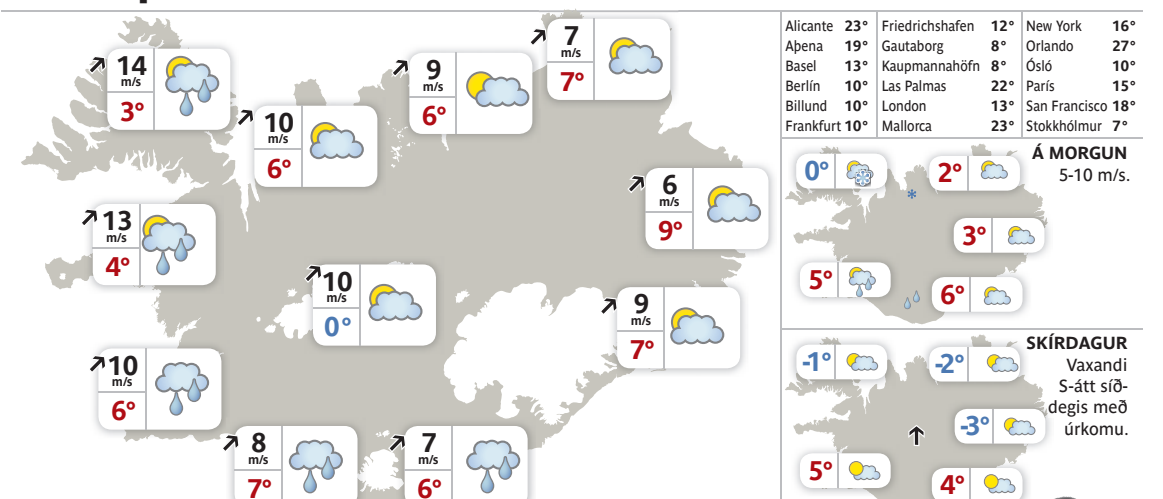 14
m/s
3°
10
m/s
6°
9
m/s
6°
7
m/s
7°
13
m/s
4°
6
m/s
9°
10
m/s
0°
9
m/s
7°
10
m/s
6°
8
m/s
7°
7
m/s
6°
Alicante 23° Friedrichshafen 12° New York 16°
Aþena 19° Gautaborg 8° Orlando 27°
Basel 13° Kaupmannahöfn 8° Ósló 10°
Berlín 10° Las Palmas 22° París 15°
Billund 10° London 13° San Francisco 18°
Frankfurt 10° Mallorca 23° Stokkhólmur 7°
Á MORGUN
5-10 m/s.
0°
2°
3°
5°
6°
SKÍRDAGUR
Vaxandi
S-átt síð-
degis með
úrkomu.
-1°
-2°
-3°
5°
4°